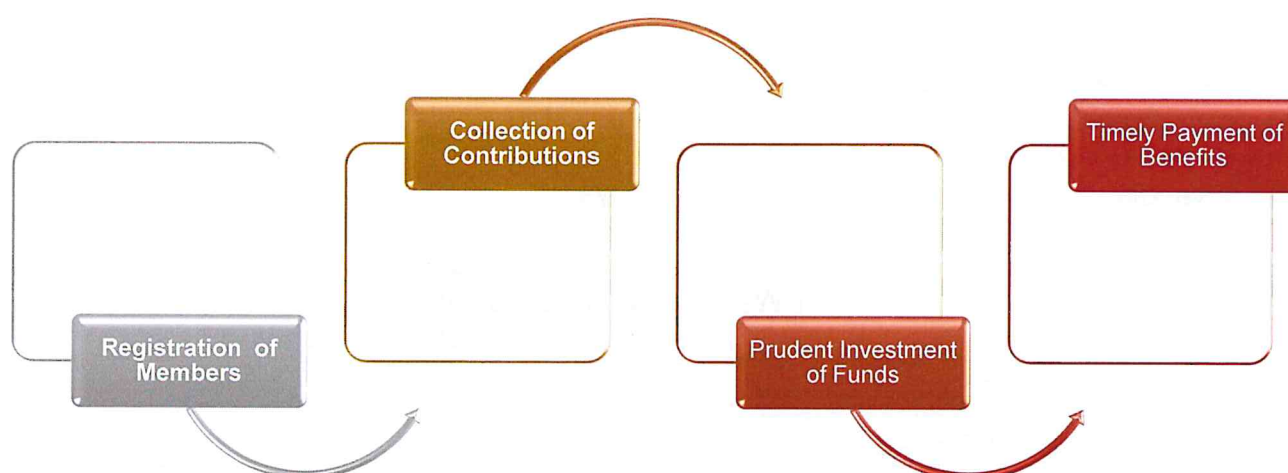 Registration of
Members
Collection of
Contributions
Prudent Investment
of Funds
Timely Payment of
Benefits